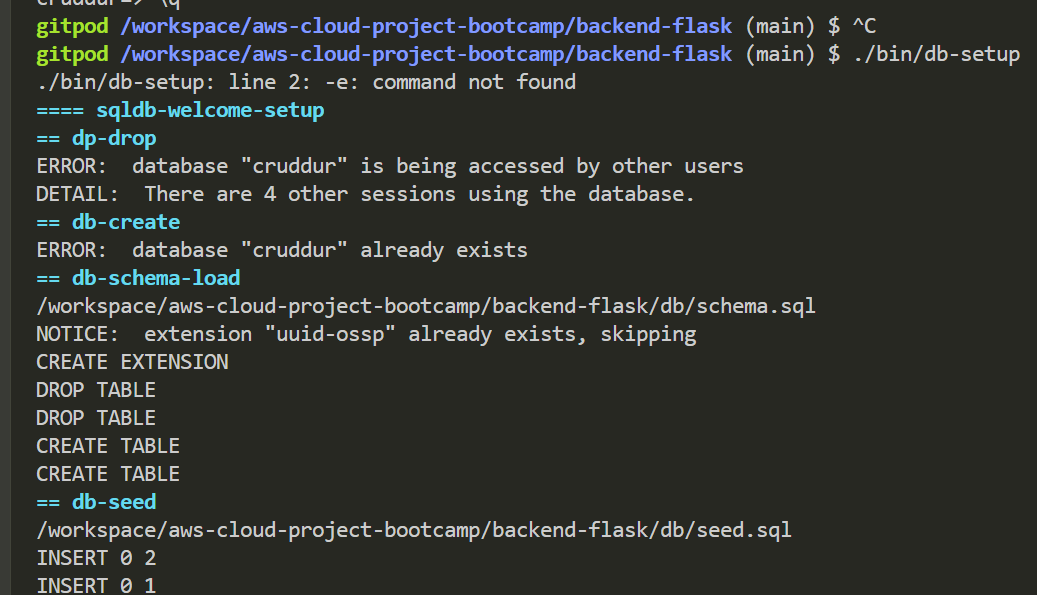 cruddur=> \q
gitpod /workspace/aws-cloud-project-bootcamp/backend-flask (main) $ ^C
gitpod /workspace/aws-cloud-project-bootcamp/backend-flask (main) $ ./bin/db-setup
./bin/db-setup: line 2: -e: command not found
==== sqldb-welcome-setup
== dp-drop
ERROR:  database "cruddur" is being accessed by other users
DETAIL:  There are 4 other sessions using the database.
== db-create
ERROR:  database "cruddur" already exists
== db-schema-load
/workspace/aws-cloud-project-bootcamp/backend-flask/db/schema.sql
NOTICE:  extension "uuid-ossp" already exists, skipping
CREATE EXTENSION
DROP TABLE
DROP TABLE
CREATE TABLE
CREATE TABLE
== db-seed
/workspace/aws-cloud-project-bootcamp/backend-flask/db/seed.sql
INSERT 0 2
INSERT 0 1